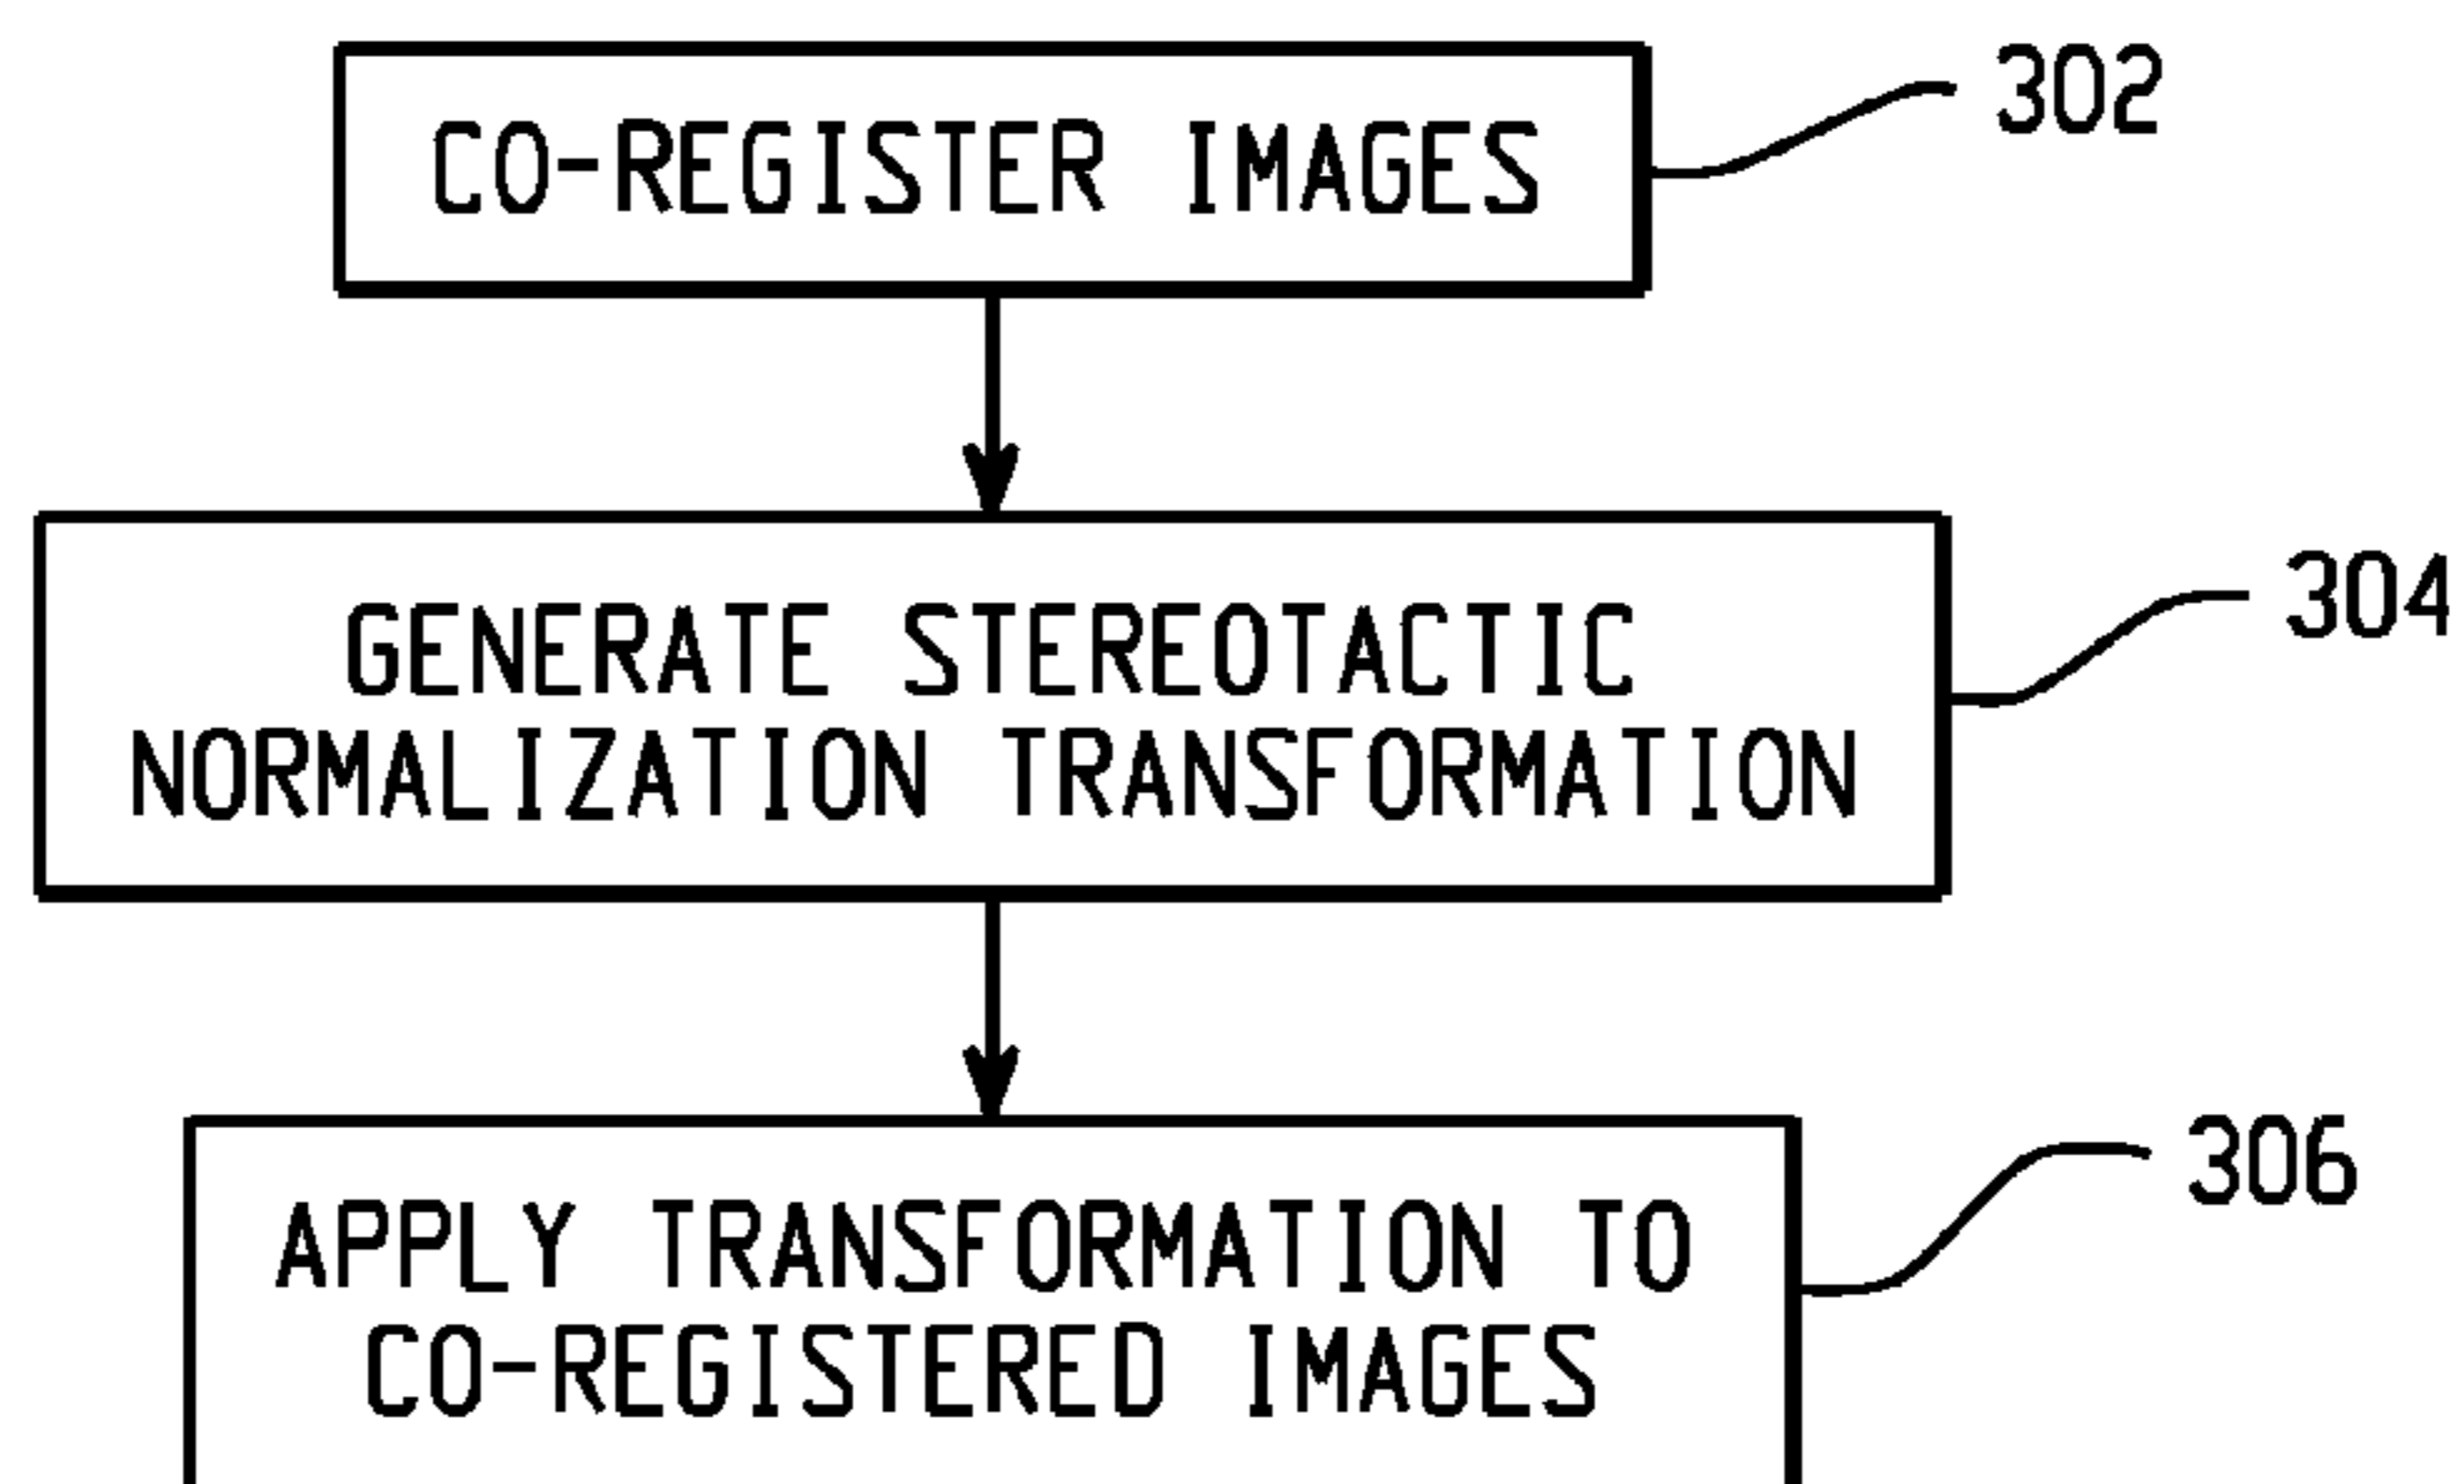 CO-REGISTER IMAGES
302
GENERATE STEREOTACTIC
NORMALIZATION TRANSFORMATION
304
APPLY TRANSFORMATION TO
CO-REGISTERED IMAGES
306